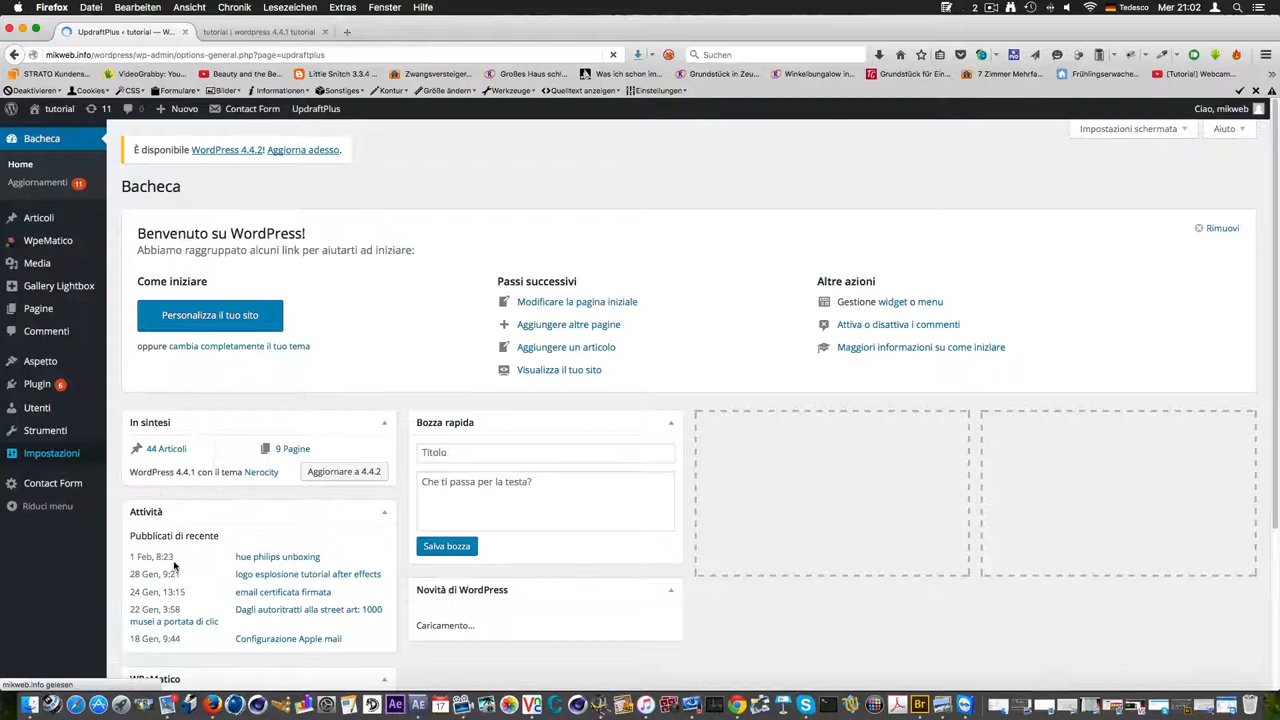 Firefox Datei Bearbeiten Ansicht Chronik Lesezeichen Extras Fenster Hilfe 2 Tedesco Mer 21:02
UpdraftPlus ‹ tutorial — W... tutorial | wordpress 4.4.1 tutorial
mikweb.info/wordpress/wp-admin/options-general.php?page=updraftplus Suchen
STRATO Kundens... VideoGrabby: You... Beauty and the Be... Little Snitch 3.3.4 ... Zwangsversteiger... Großes Haus schl... Was ich schon im... Grundstück in Zeu... Winkelbungalow in... Grundstück für Ein... 7 Zimmer Mehrfa... Frühlingserwache... [Tutorial] Webcam...
Deaktivieren Cookies CSS Formulare Bilder Informationen Sonstiges Kontur Größe ändern Werkzeuge Quelltext anzeigen Einstellungen
tutorial 11 0 Nuovo Contact Form UpdraftPlus Ciao, mikweb
Impostazioni schermata Aiuto
Bacheca
Home
Aggiornamenti 11
Articoli
WpeMatico
Media
Gallery Lightbox
Pagine
Commenti
Aspetto
Plugin 6
Utenti
Strumenti
Impostazioni
Contact Form
Riduci menu
È disponibile WordPress 4.4.2! Aggiorna adesso.
Bacheca
Benvenuto su WordPress!
Rimuovi
Abbiamo raggruppato alcuni link per aiutarti ad iniziare:
Come iniziare
Personalizza il tuo sito
oppure cambia completamente il tuo tema
Passi successivi
Modificare la pagina iniziale
Aggiungere altre pagine
Aggiungere un articolo
Visualizza il tuo sito
Altre azioni
Gestione widget o menu
Attiva o disattiva i commenti
Maggiori informazioni su come iniziare
In sintesi
44 Articoli 9 Pagine
WordPress 4.4.1 con il tema Nerocity Aggiornare a 4.4.2
Attività
Pubblicati di recente
1 Feb, 8:23 hue philips unboxing
28 Gen, 9:21 logo esplosione tutorial after effects
24 Gen, 13:15 email certificata firmata
22 Gen, 3:58 Dagli autoritratti alla street art: 1000
musei a portata di clic
18 Gen, 9:44 Configurazione Apple mail
WPeMatico
Bozza rapida
Titolo
Che ti passa per la testa?
Salva bozza
Novità di WordPress
Caricamento...
mikweb.info gelesen